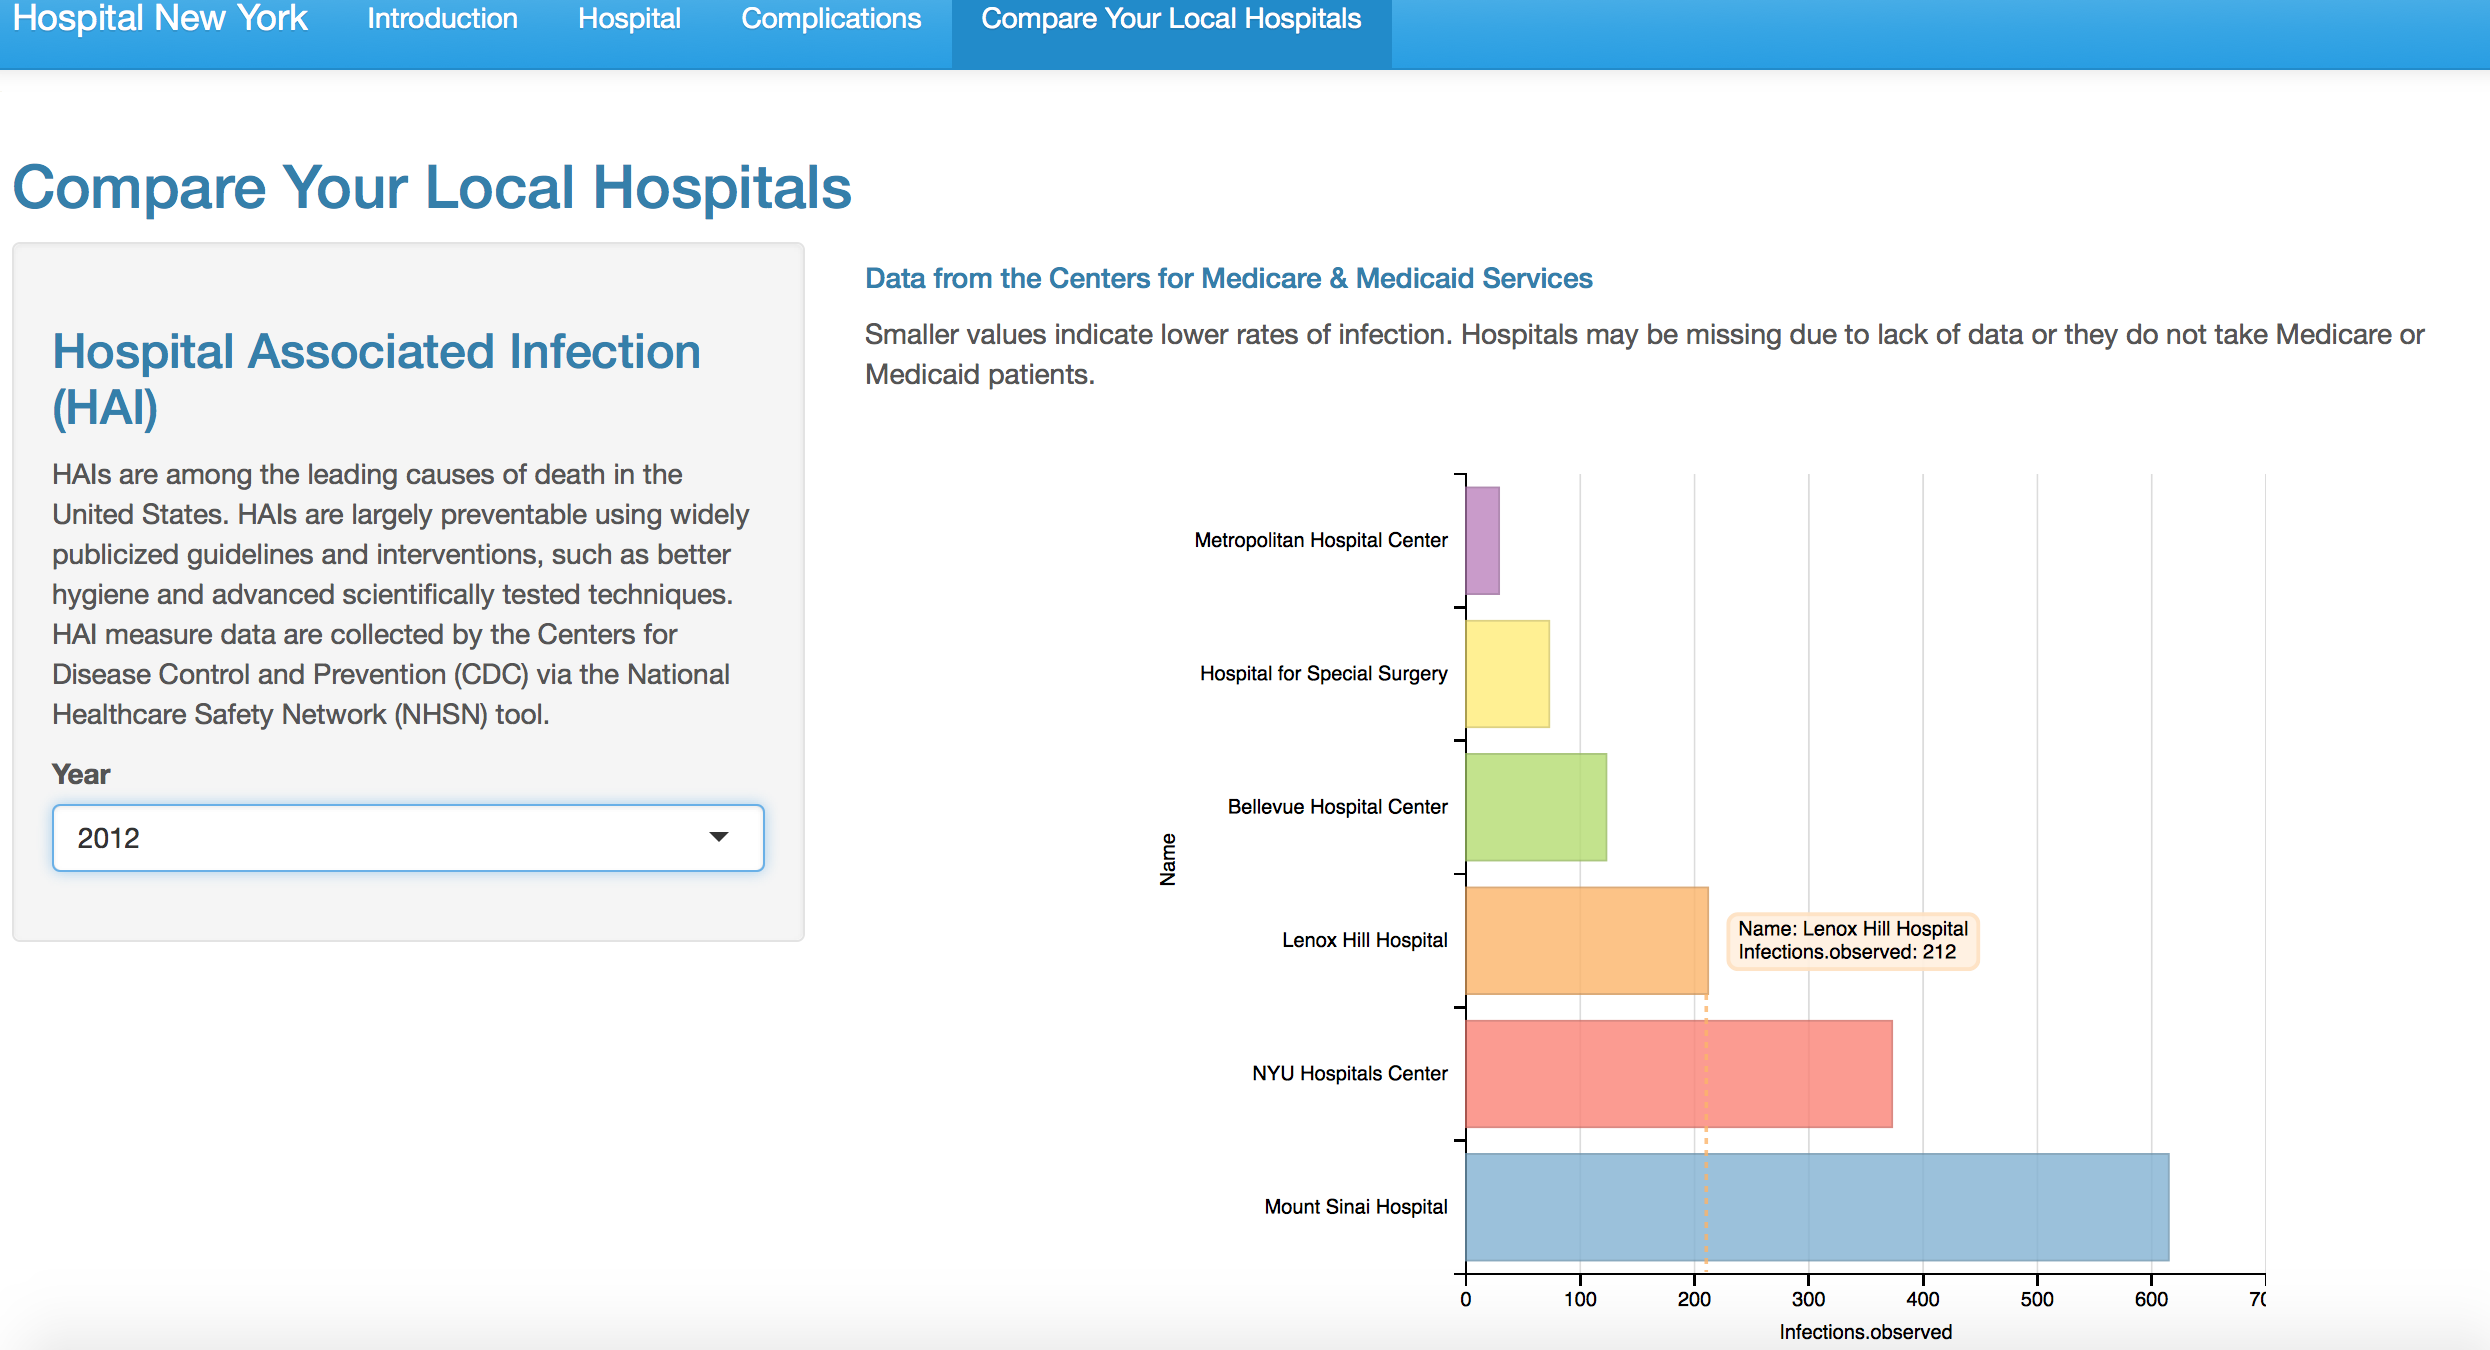 Hospital New York Introduction Hospital Complications Compare Your Local Hospitals
Compare Your Local Hospitals
Hospital Associated Infection
(HAI)
HAIs are among the leading causes of death in the
United States. HAIs are largely preventable using widely
publicized guidelines and interventions, such as better
hygiene and advanced scientifically tested techniques.
HAI measure data are collected by the Centers for
Disease Control and Prevention (CDC) via the National
Healthcare Safety Network (NHSN) tool.
Year
2012
Data from the Centers for Medicare & Medicaid Services
Smaller values indicate lower rates of infection. Hospitals may be missing due to lack of data or they do not take Medicare or
Medicaid patients.
Name
Metropolitan Hospital Center
Hospital for Special Surgery
Bellevue Hospital Center
Lenox Hill Hospital
Name: Lenox Hill Hospital
Infections.observed: 212
NYU Hospitals Center
Mount Sinai Hospital
0 100 200 300 400 500 600
Infections.observed